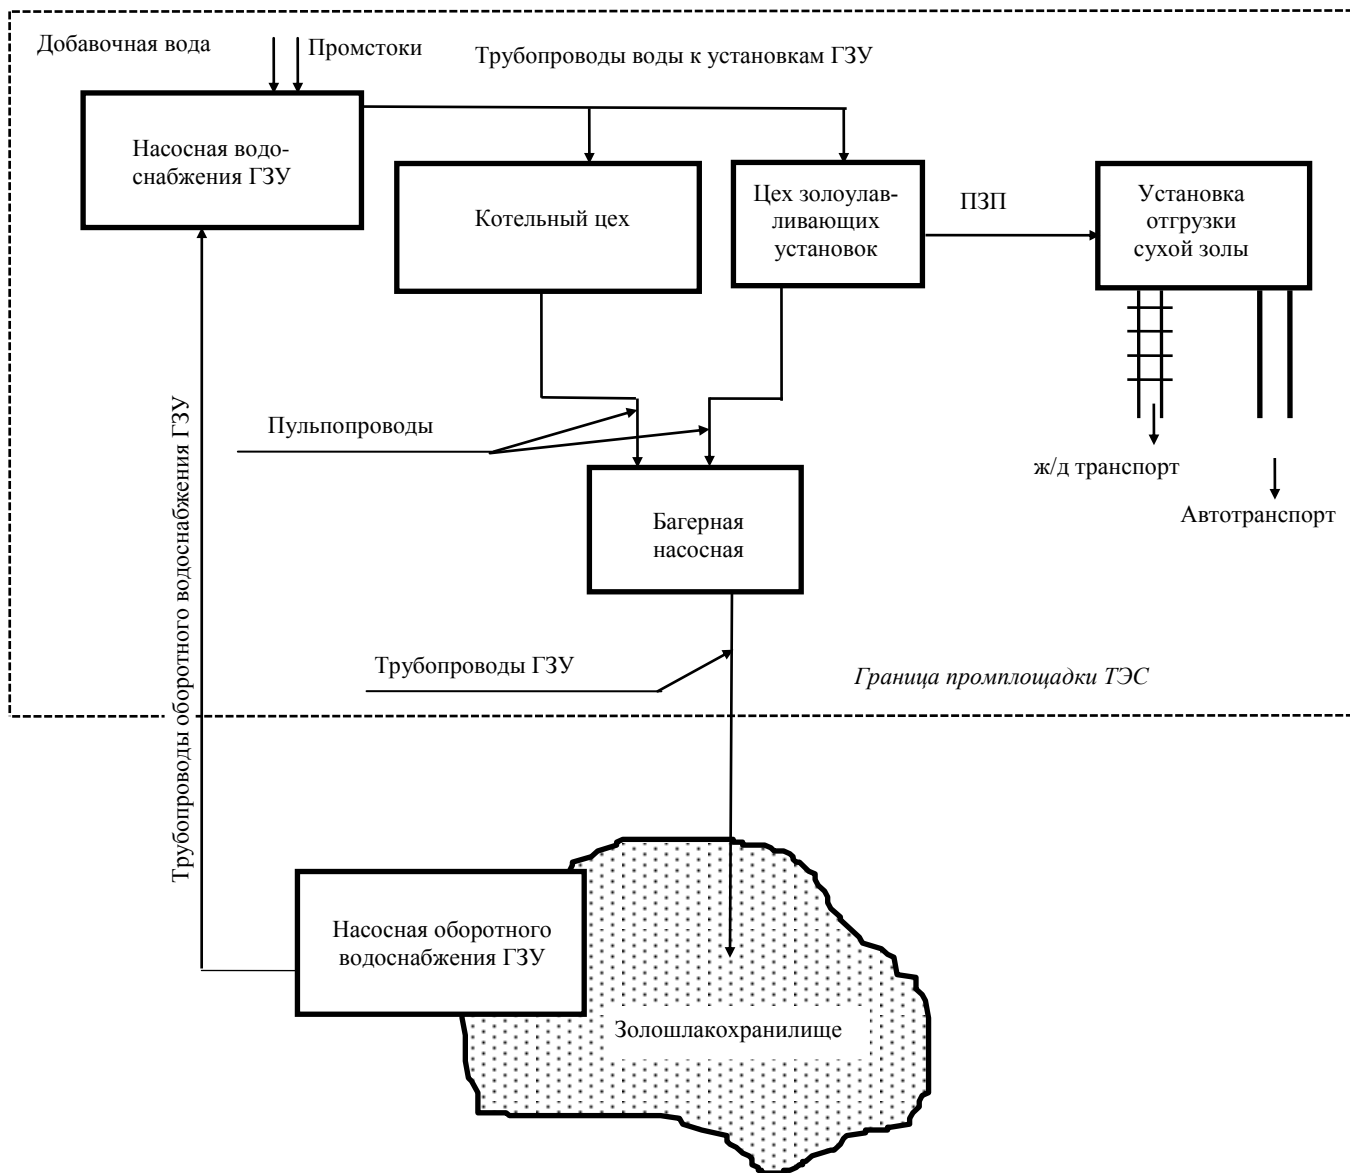 Добавочная вода
Промстоки
Трубопроводы воды к установкам ГЗУ
Насосная водо-
снабжения ГЗУ
Котельный цех
Цех золоулав-
ливающих
установок
ПЗП
Установка
отгрузки
сухой золы
Пульпопроводы
ж/д транспорт
Автотранспорт
Багерная
насосная
Трубопроводы оборотного водоснабжения ГЗУ
Трубопроводы ГЗУ
Граница промплощадки ТЭС
Насосная оборотного
водоснабжения ГЗУ
Золошлакохранилище